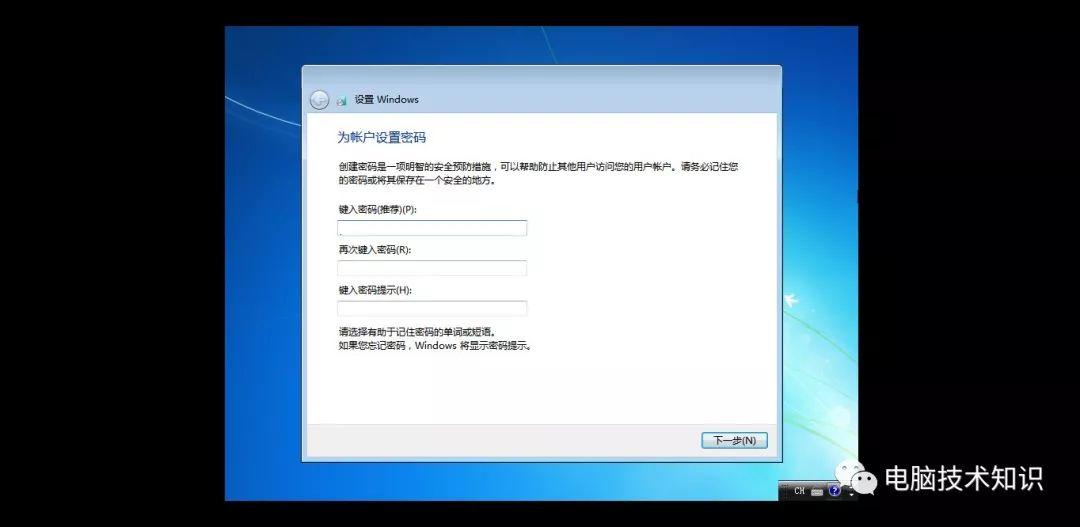 设置 Windows
为帐户设置密码
创建密码是一项明智的安全预防措施，可以帮助防止其他用户访问您的用户帐户。请务必记住您
的密码或将其保存在一个安全的地方。
键入密码(推荐)(P):
再次键入密码(R):
键入密码提示(H):
请选择有助于记住密码的单词或短语。
如果您忘记密码，Windows 将显示密码提示。
下一步(N)
CH
电脑技术知识